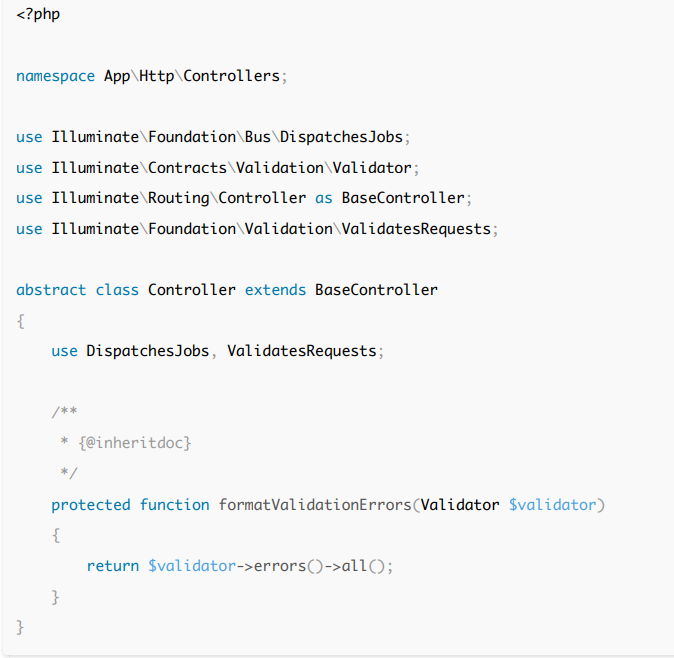 <?php
namespace App\Http\Controllers;
use Illuminate\Foundation\Bus\DispatchesJobs;
use Illuminate\Contracts\Validation\Validator;
use Illuminate\Routing\Controller as BaseController;
use Illuminate\Foundation\Validation\ValidatesRequests;
abstract class Controller extends BaseController
{
    use DispatchesJobs, ValidatesRequests;
    /**
     * {@inheritdoc}
     */
    protected function formatValidationErrors(Validator $validator)
    {
        return $validator->errors()->all();
    }
}